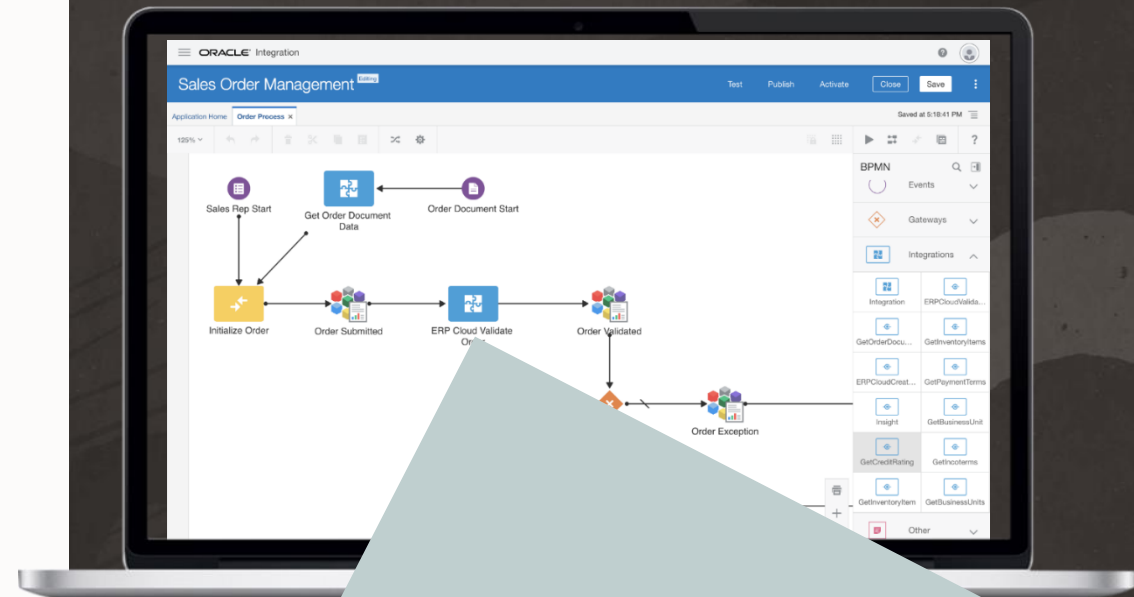 ORACLE Integration
Sales Order Management Editing
Test Publish Activate Close Save
Application Home Order Process × Saved at 5:18:41 PM
125% ?
BPMN
Events
Gateways
Integrations
Integration ERPCloudValida...
GetOrderDocu... GetInventoryItems
ERPCloudCreat... GetPaymentTerms
Insight GetBusinessUnit
GetCreditRating GetIncoterms
GetInventoryItem GetBusinessUnits
Other
Sales Rep Start
Get Order Document
Data
Order Document Start
Initialize Order
Order Submitted
ERP Cloud Validate
Order Validated
Order Exception